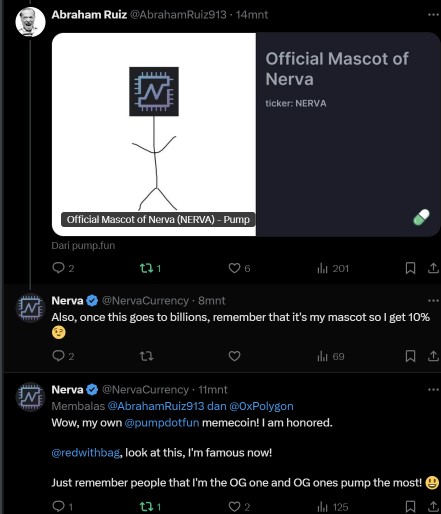 Abraham Ruiz @AbrahamRuiz913 · 14mnt
Official Mascot of
Nerva
ticker: NERVA
Official Mascot of Nerva (NERVA) - Pump
Dari pump.fun
2 1 6 201
Nerva @NervaCurrency · 8mnt
Also, once this goes to billions, remember that it's my mascot so I get 10%
😉
2 69
Nerva @NervaCurrency · 11mnt
Membalas @AbrahamRuiz913 dan @0xPolygon
Wow, my own @pumpdotfun memecoin! I am honored.
@redwithbag, look at this, I'm famous now!
Just remember people that I'm the OG one and OG ones pump the most! 😃
1 1 2 125